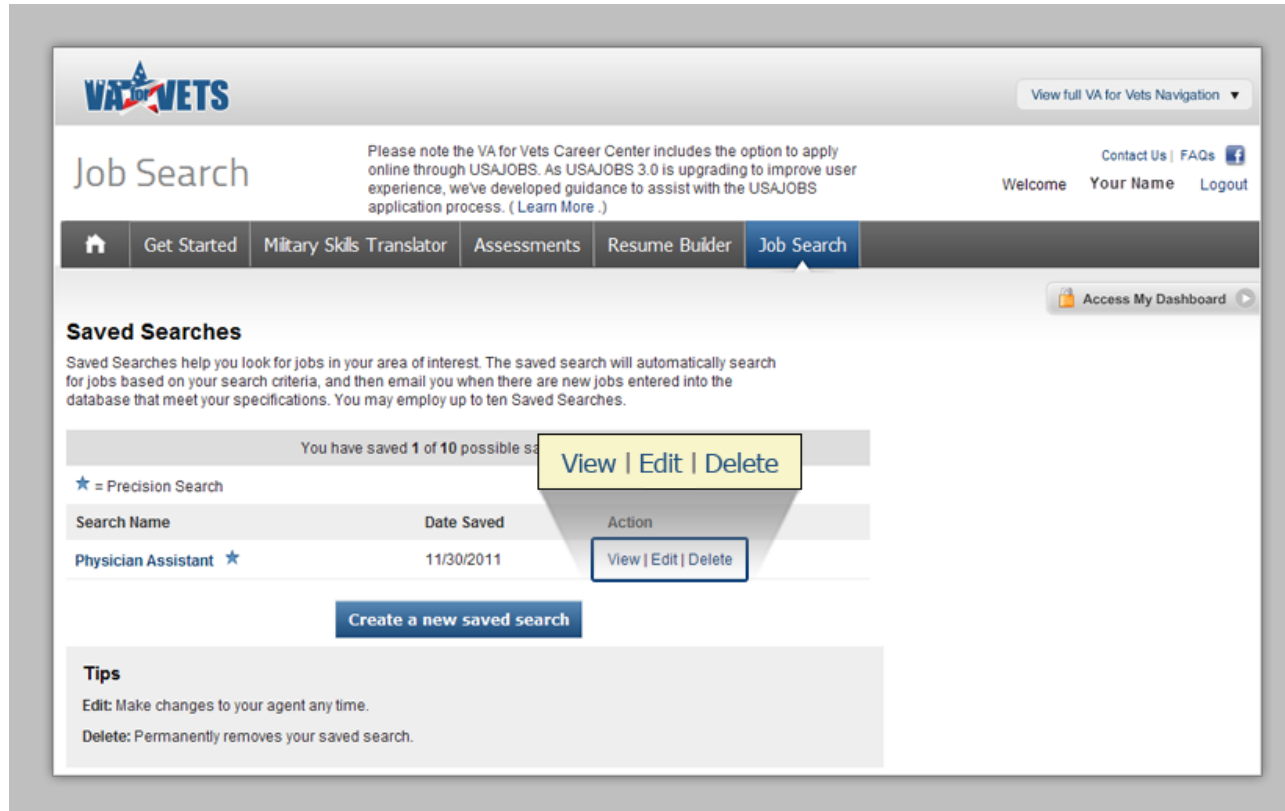 VA for VETS
View full VA for Vets Navigation ▼
Job Search
Please note the VA for Vets Career Center includes the option to apply
online through USAJOBS. As USAJOBS 3.0 is upgrading to improve user
experience, we've developed guidance to assist with the USAJOBS
application process. ( Learn More .)
Contact Us | FAQs
Welcome Your Name Logout
Get Started Military Skills Translator Assessments Resume Builder Job Search
Access My Dashboard
Saved Searches
Saved Searches help you look for jobs in your area of interest. The saved search will automatically search
for jobs based on your search criteria, and then email you when there are new jobs entered into the
database that meet your specifications. You may employ up to ten Saved Searches.
You have saved 1 of 10 possible
View | Edit | Delete
★ = Precision Search
Search Name Date Saved Action
Physician Assistant ★ 11/30/2011 View | Edit | Delete
Create a new saved search
Tips
Edit: Make changes to your agent any time.
Delete: Permanently removes your saved search.